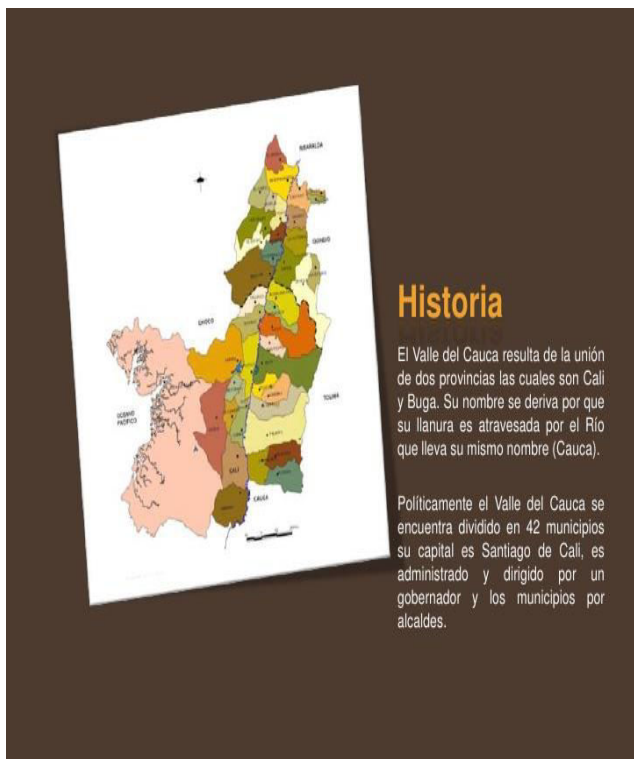 RISARALDA
QUINDIO
CHOCO
TOLIMA
OCEANO
PACIFICO
CALI
CAUCA
Historia
El Valle del Cauca resulta de la unión
de dos provincias las cuales son Cali
y Buga. Su nombre se deriva por que
su llanura es atravesada por el Río
que lleva su mismo nombre (Cauca).
Políticamente el Valle del Cauca se
encuentra dividido en 42 municipios
su capital es Santiago de Cali, es
administrado y dirigido por un
gobernador y los municipios por
alcaldes.